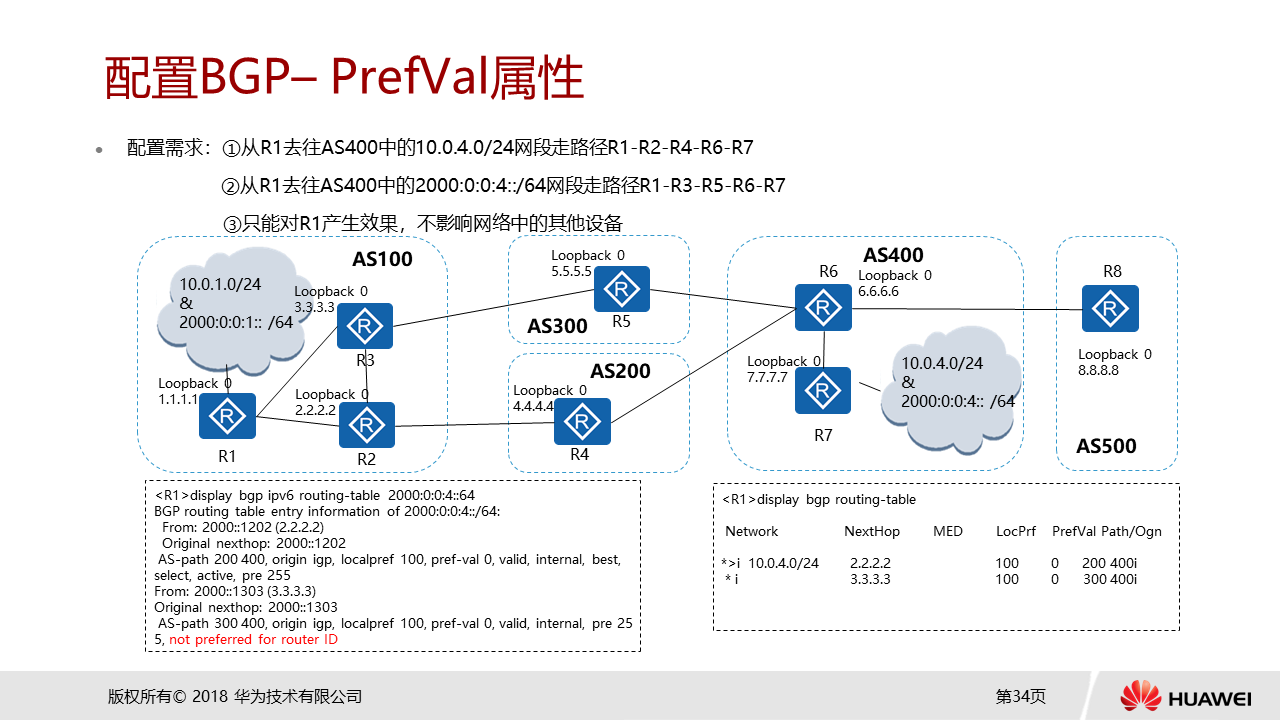 配置BGP– PrefVal属性
• 配置需求：①从R1去往AS400中的10.0.4.0/24网段走路径R1-R2-R4-R6-R7
②从R1去往AS400中的2000:0:0:4::/64网段走路径R1-R3-R5-R6-R7
③只能对R1产生效果，不影响网络中的其他设备
AS100
10.0.1.0/24
&
2000:0:0:1:: /64
Loopback 0
3.3.3.3
R3
Loopback 0
1.1.1.1
R1
Loopback 0
2.2.2.2
R2
Loopback 0
5.5.5.5
R5
AS300
AS200
Loopback 0
4.4.4.4
R4
AS400
R6
Loopback 0
6.6.6.6
Loopback 0
7.7.7.7
R7
10.0.4.0/24
&
2000:0:0:4:: /64
R8
Loopback 0
8.8.8.8
AS500
<R1>display bgp ipv6 routing-table 2000:0:0:4::64
BGP routing table entry information of 2000:0:0:4::/64:
From: 2000::1202 (2.2.2.2)
Original nexthop: 2000::1202
AS-path 200 400, origin igp, localpref 100, pref-val 0, valid, internal, best,
select, active, pre 255
From: 2000::1303 (3.3.3.3)
Original nexthop: 2000::1303
AS-path 300 400, origin igp, localpref 100, pref-val 0, valid, internal, pre 25
5, not preferred for router ID
<R1>display bgp routing-table
Network NextHop MED LocPrf PrefVal Path/Ogn
*>i 10.0.4.0/24 2.2.2.2 100 0 200 400i
* i 3.3.3.3 100 0 300 400i
版权所有© 2018 华为技术有限公司
第34页
HUAWEI